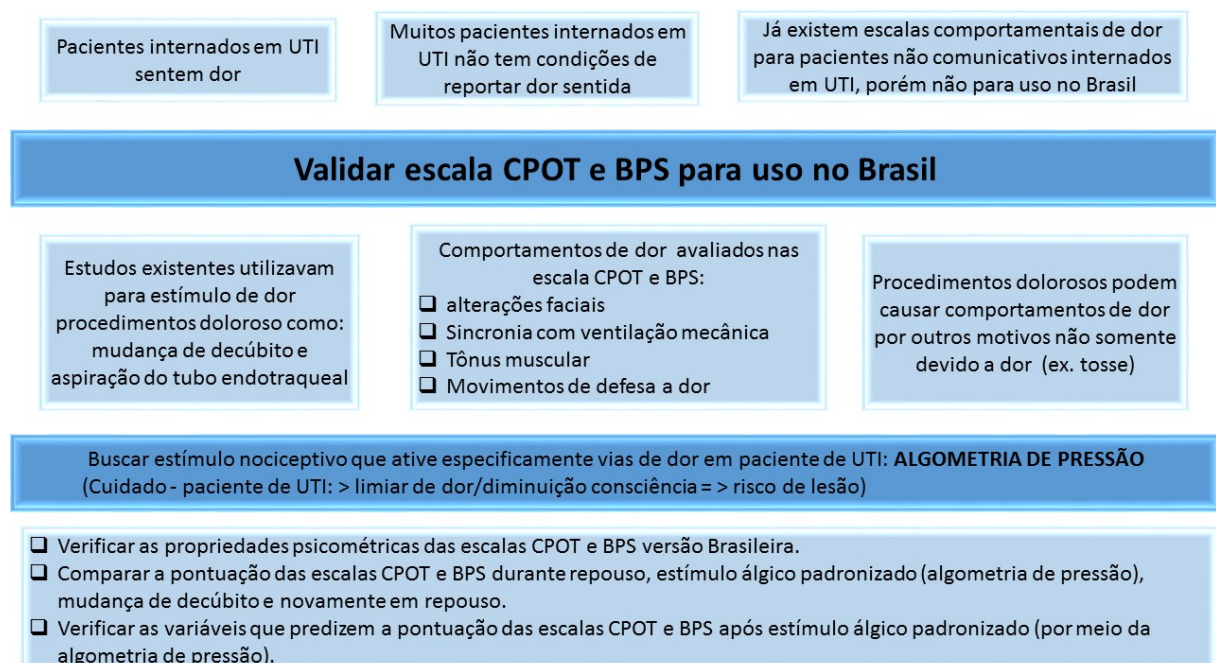 Pacientes internados em UTI
sentem dor
Muitos pacientes internados em
UTI não tem condições de
reportar dor sentida
Já existem escalas comportamentais de dor
para pacientes não comunicativos internados
em UTI, porém não para uso no Brasil
Validar escala CPOT e BPS para uso no Brasil
Estudos existentes utilizavam
para estímulo de dor
procedimentos doloroso como:
mudança de decúbito e
aspiração do tubo endotraqueal
Comportamentos de dor avaliados nas
escala CPOT e BPS:
❑ alterações faciais
❑ Sincronia com ventilação mecânica
❑ Tônus muscular
❑ Movimentos de defesa a dor
Procedimentos dolorosos podem
causar comportamentos de dor
por outros motivos não somente
devido a dor (ex. tosse)
Buscar estímulo nociceptivo que ative especificamente vias de dor em paciente de UTI: ALGOMETRIA DE PRESSÃO
(Cuidado - paciente de UTI: > limiar de dor/diminuição consciência = > risco de lesão)
❑ Verificar as propriedades psicométricas das escalas CPOT e BPS versão Brasileira.
❑ Comparar a pontuação das escalas CPOT e BPS durante repouso, estímulo álgico padronizado (algometria de pressão),
mudança de decúbito e novamente em repouso.
❑ Verificar as variáveis que predizem a pontuação das escalas CPOT e BPS após estímulo álgico padronizado (por meio da
algometria de pressão).